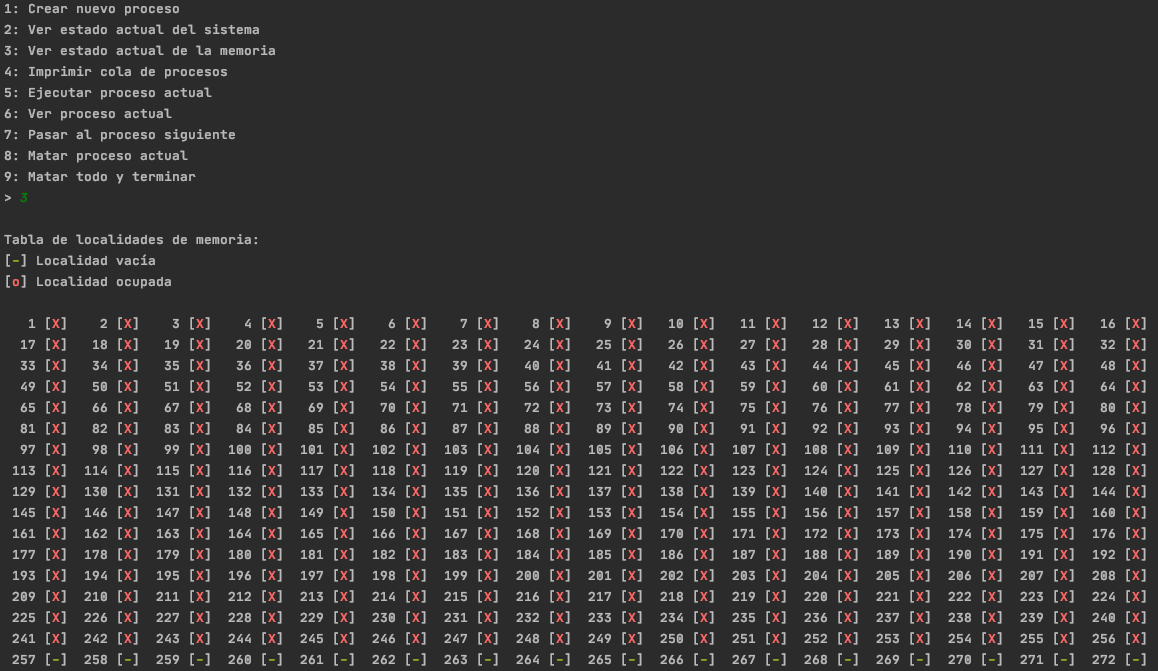 1: Crear nuevo proceso
2: Ver estado actual del sistema
3: Ver estado actual de la memoria
4: Imprimir cola de procesos
5: Ejecutar proceso actual
6: Ver proceso actual
7: Pasar al proceso siguiente
8: Matar proceso actual
9: Matar todo y terminar
> 3
Tabla de localidades de memoria:
[-] Localidad vacía
[o] Localidad ocupada
1 [X] 2 [X] 3 [X] 4 [X] 5 [X] 6 [X] 7 [X] 8 [X] 9 [X] 10 [X] 11 [X] 12 [X] 13 [X] 14 [X] 15 [X] 16 [X]
17 [X] 18 [X] 19 [X] 20 [X] 21 [X] 22 [X] 23 [X] 24 [X] 25 [X] 26 [X] 27 [X] 28 [X] 29 [X] 30 [X] 31 [X] 32 [X]
33 [X] 34 [X] 35 [X] 36 [X] 37 [X] 38 [X] 39 [X] 40 [X] 41 [X] 42 [X] 43 [X] 44 [X] 45 [X] 46 [X] 47 [X] 48 [X]
49 [X] 50 [X] 51 [X] 52 [X] 53 [X] 54 [X] 55 [X] 56 [X] 57 [X] 58 [X] 59 [X] 60 [X] 61 [X] 62 [X] 63 [X] 64 [X]
65 [X] 66 [X] 67 [X] 68 [X] 69 [X] 70 [X] 71 [X] 72 [X] 73 [X] 74 [X] 75 [X] 76 [X] 77 [X] 78 [X] 79 [X] 80 [X]
81 [X] 82 [X] 83 [X] 84 [X] 85 [X] 86 [X] 87 [X] 88 [X] 89 [X] 90 [X] 91 [X] 92 [X] 93 [X] 94 [X] 95 [X] 96 [X]
97 [X] 98 [X] 99 [X] 100 [X] 101 [X] 102 [X] 103 [X] 104 [X] 105 [X] 106 [X] 107 [X] 108 [X] 109 [X] 110 [X] 111 [X] 112 [X]
113 [X] 114 [X] 115 [X] 116 [X] 117 [X] 118 [X] 119 [X] 120 [X] 121 [X] 122 [X] 123 [X] 124 [X] 125 [X] 126 [X] 127 [X] 128 [X]
129 [X] 130 [X] 131 [X] 132 [X] 133 [X] 134 [X] 135 [X] 136 [X] 137 [X] 138 [X] 139 [X] 140 [X] 141 [X] 142 [X] 143 [X] 144 [X]
145 [X] 146 [X] 147 [X] 148 [X] 149 [X] 150 [X] 151 [X] 152 [X] 153 [X] 154 [X] 155 [X] 156 [X] 157 [X] 158 [X] 159 [X] 160 [X]
161 [X] 162 [X] 163 [X] 164 [X] 165 [X] 166 [X] 167 [X] 168 [X] 169 [X] 170 [X] 171 [X] 172 [X] 173 [X] 174 [X] 175 [X] 176 [X]
177 [X] 178 [X] 179 [X] 180 [X] 181 [X] 182 [X] 183 [X] 184 [X] 185 [X] 186 [X] 187 [X] 188 [X] 189 [X] 190 [X] 191 [X] 192 [X]
193 [X] 194 [X] 195 [X] 196 [X] 197 [X] 198 [X] 199 [X] 200 [X] 201 [X] 202 [X] 203 [X] 204 [X] 205 [X] 206 [X] 207 [X] 208 [X]
209 [X] 210 [X] 211 [X] 212 [X] 213 [X] 214 [X] 215 [X] 216 [X] 217 [X] 218 [X] 219 [X] 220 [X] 221 [X] 222 [X] 223 [X] 224 [X]
225 [X] 226 [X] 227 [X] 228 [X] 229 [X] 230 [X] 231 [X] 232 [X] 233 [X] 234 [X] 235 [X] 236 [X] 237 [X] 238 [X] 239 [X] 240 [X]
241 [X] 242 [X] 243 [X] 244 [X] 245 [X] 246 [X] 247 [X] 248 [X] 249 [X] 250 [X] 251 [X] 252 [X] 253 [X] 254 [X] 255 [X] 256 [X]
257 [-] 258 [-] 259 [-] 260 [-] 261 [-] 262 [-] 263 [-] 264 [-] 265 [-] 266 [-] 267 [-] 268 [-] 269 [-] 270 [-] 271 [-] 272 [-]